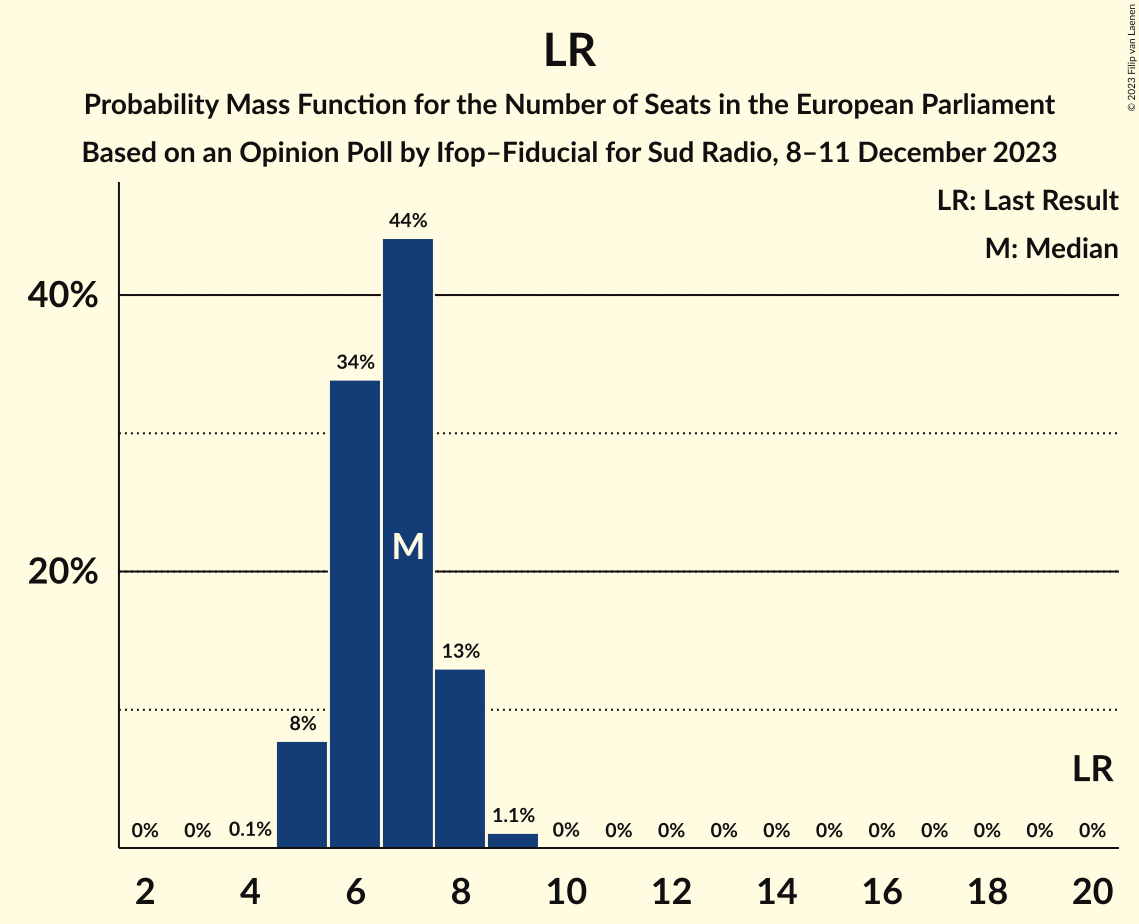 LR
Probability Mass Function for the Number of Seats in the European Parliament
Based on an Opinion Poll by Ifop–Fiducial for Sud Radio, 8–11 December 2023
© 2023 Filip van Laenen
LR: Last Result
M: Median
44%
40%
34%
M
20%
13%
8%
LR
0% 0% 0.1% 1.1% 0% 0% 0% 0% 0% 0% 0% 0% 0% 0% 0%
2 4 6 8 10 12 14 16 18 20